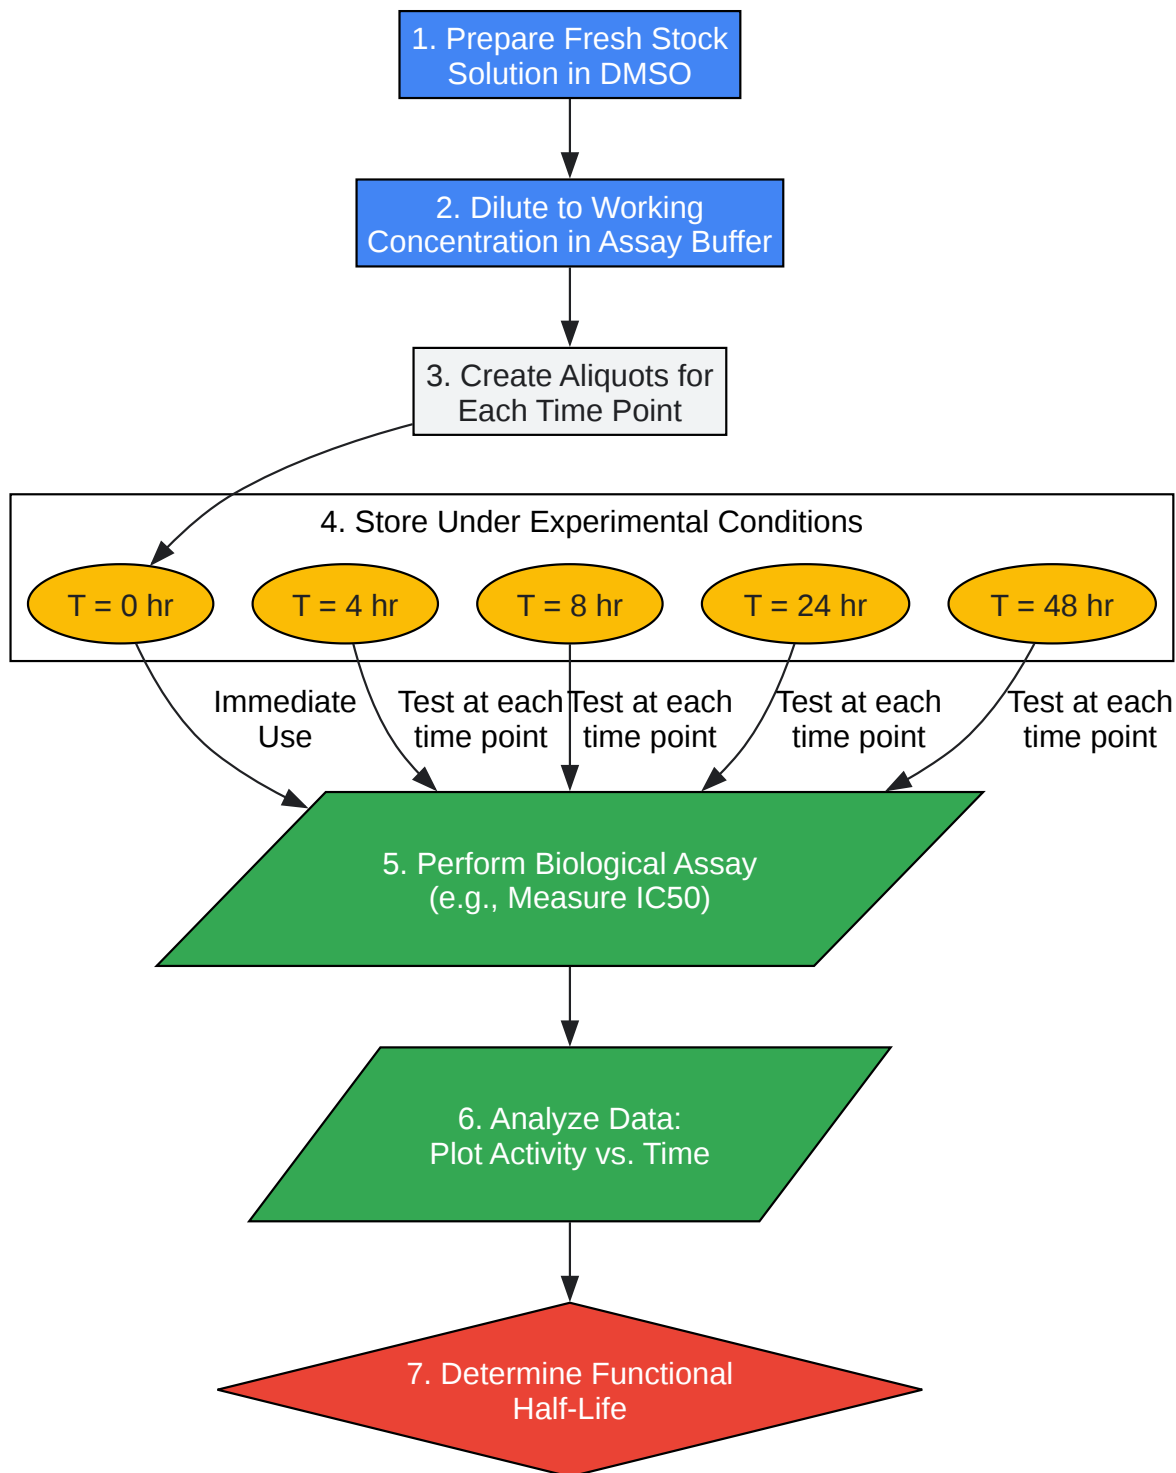 1. Prepare Fresh Stock
Solution in DMSO
2. Dilute to Working
Concentration in Assay Buffer
3. Create Aliquots for
Each Time Point
4. Store Under Experimental Conditions
T = 0 hr
T = 4 hr
T = 8 hr
T = 24 hr
T = 48 hr
Immediate
Use
Test at each
time point
Test at each
time point
Test at each
time point
Test at each
time point
5. Perform Biological Assay
(e.g., Measure IC50)
6. Analyze Data:
Plot Activity vs. Time
7. Determine Functional
Half-Life